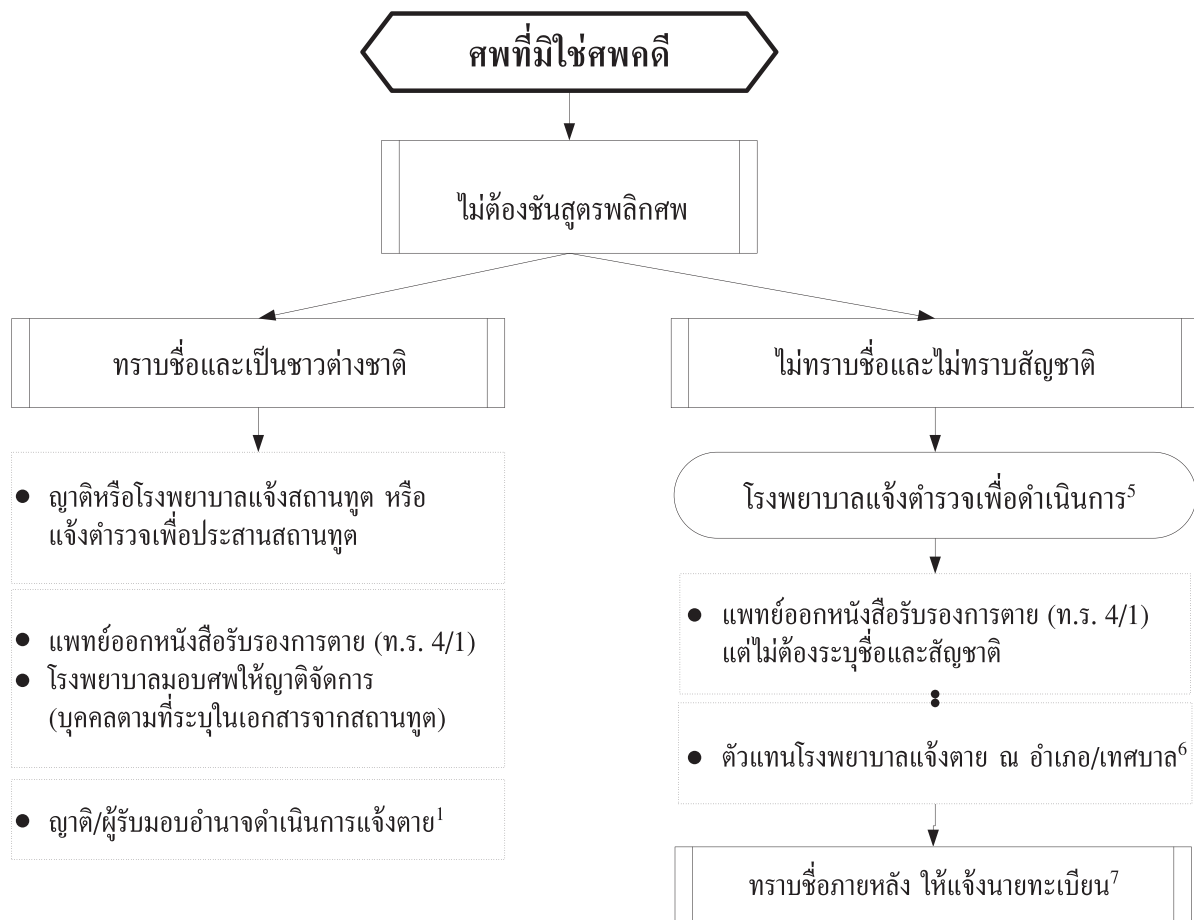 ศพที่มิใช่ศพคดี
ไม่ต้องชันสูตรพลิกศพ
ทราบชื่อและเป็นชาวต่างชาติ
● ญาติหรือโรงพยาบาลแจ้งสถานทูต หรือ
แจ้งตำรวจเพื่อประสานสถานทูต
● แพทย์ออกหนังสือรับรองการตาย (ท.ร. 4/1)
● โรงพยาบาลมอบศพให้ญาติจัดการ
(บุคคลตามที่ระบุในเอกสารจากสถานทูต)
● ญาติ/ผู้รับมอบอำนาจดำเนินการแจ้งตาย¹
ไม่ทราบชื่อและไม่ทราบสัญชาติ
โรงพยาบาลแจ้งตำรวจเพื่อดำเนินการ⁵
● แพทย์ออกหนังสือรับรองการตาย (ท.ร. 4/1)
แต่ไม่ต้องระบุชื่อและสัญชาติ
● ตัวแทนโรงพยาบาลแจ้งตาย ณ อำเภอ/เทศบาล⁶
ทราบชื่อภายหลัง ให้แจ้งนายทะเบียน⁷